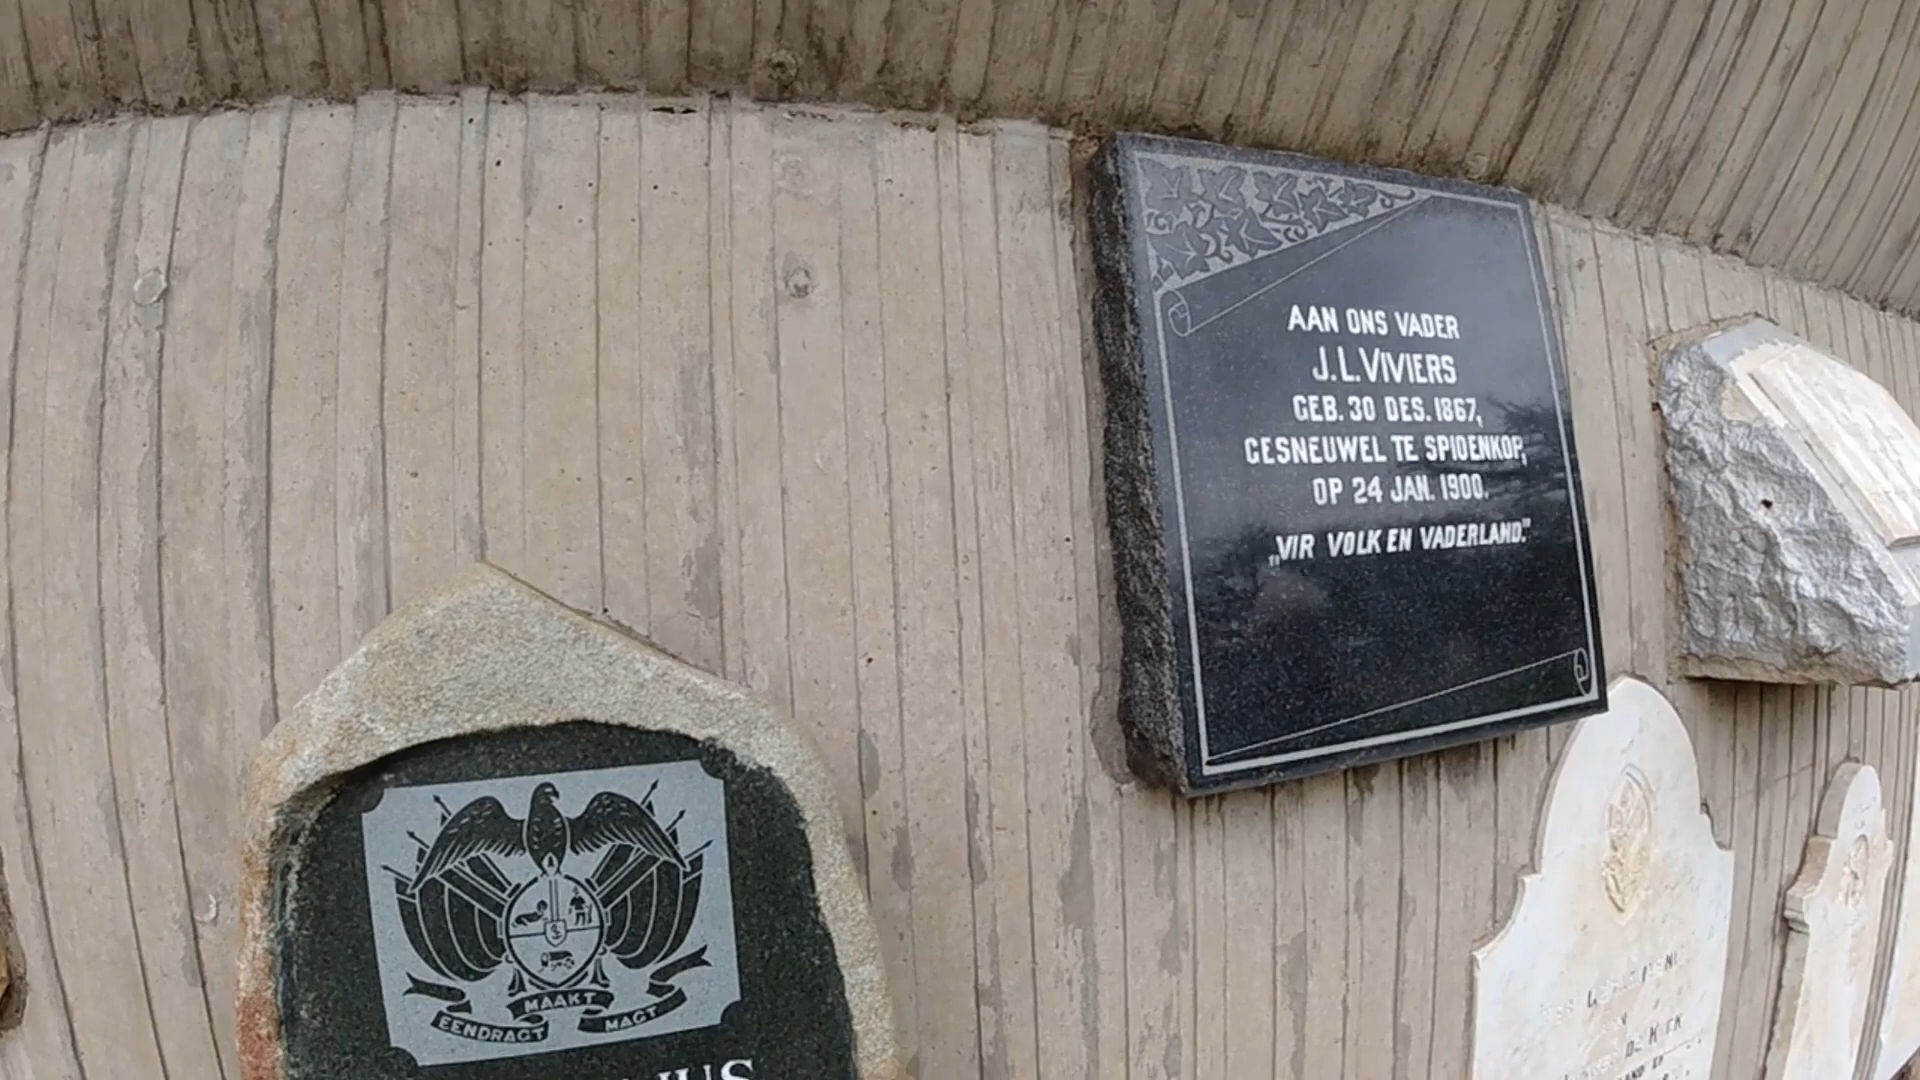 AAN ONS VADER
J.L.VIVIERS
GEB. 30 DES. 1867,
GESNEUWEL TE SPIOENKOP,
OP 24 JAN. 1900.
„VIR VOLK EN VADERLAND."
EENDRAGT MAAKT MAGT